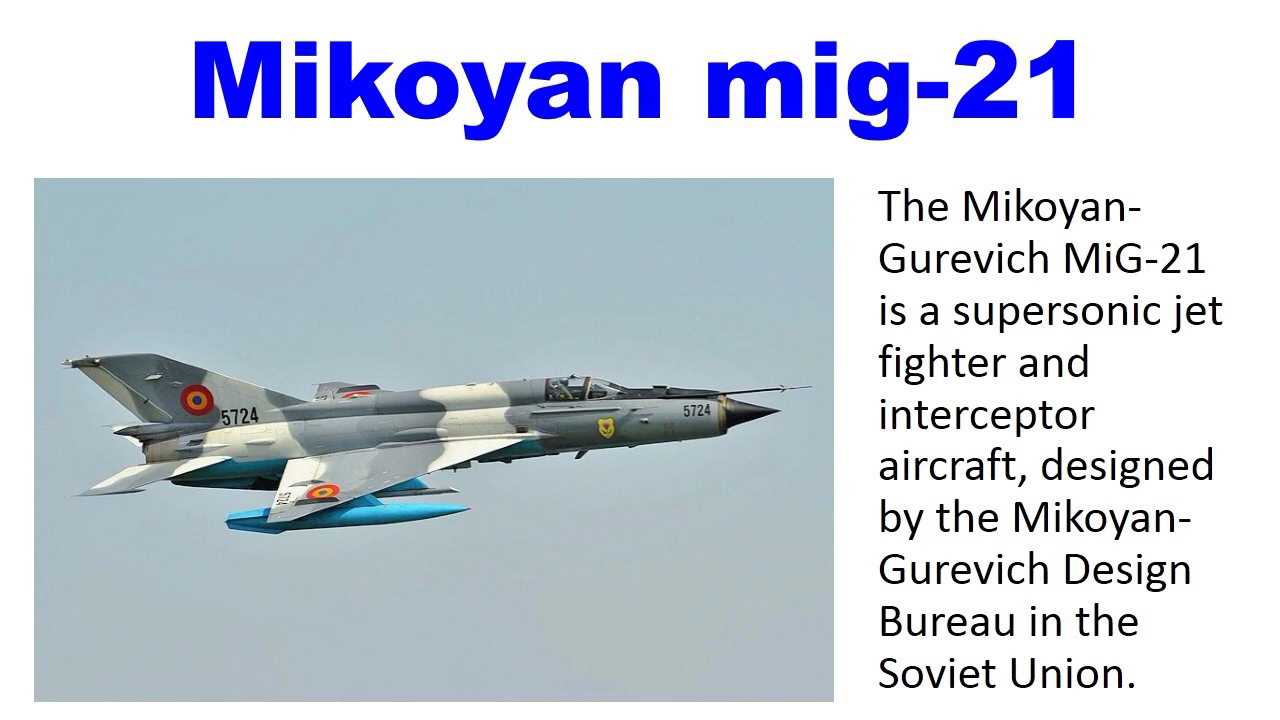 Mikoyan mig-21
The Mikoyan-
Gurevich MiG-21
is a supersonic jet
fighter and
interceptor
aircraft, designed
by the Mikoyan-
Gurevich Design
Bureau in the
Soviet Union.
5724
5724
5724